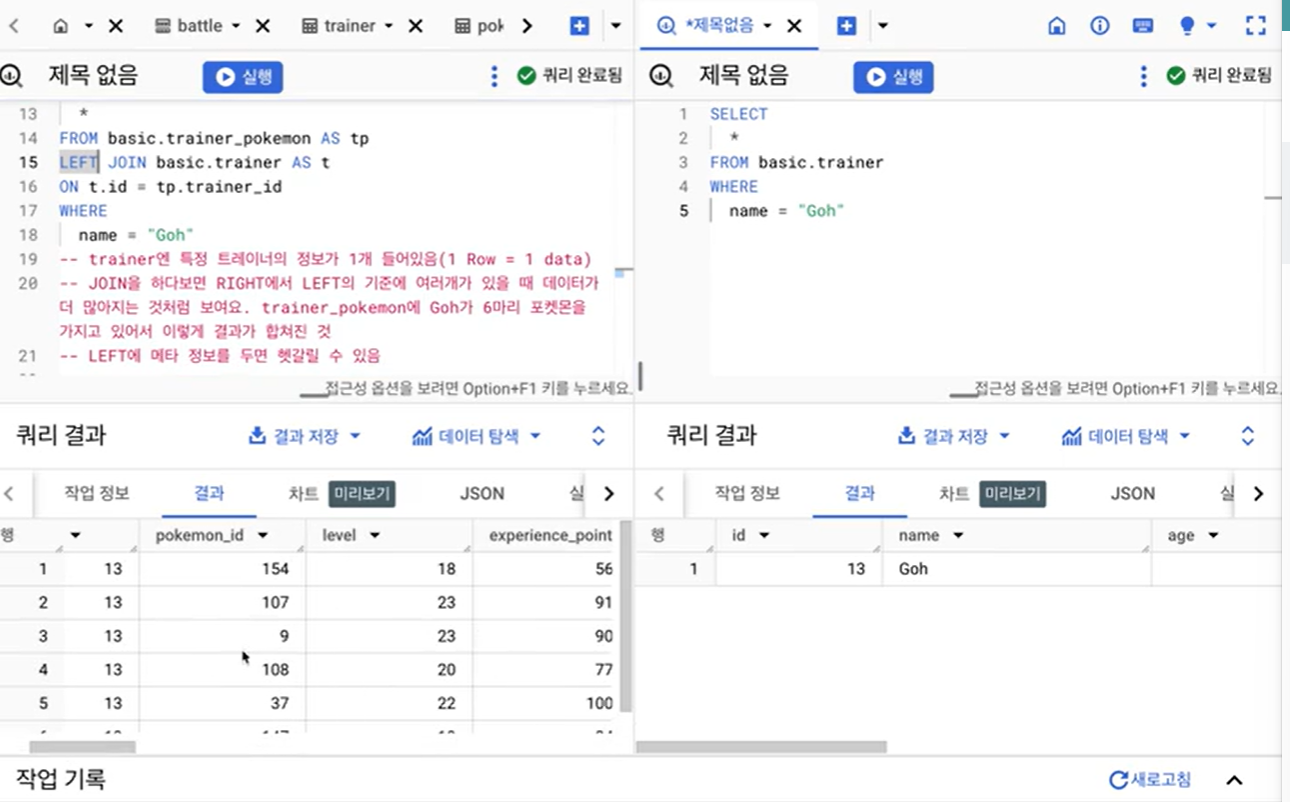 battle
trainer
pok
*제목없음
제목 없음
실행
쿼리 완료됨
제목 없음
실행
쿼리 완료됨
13 *
14 FROM basic.trainer_pokemon AS tp
15 LEFT JOIN basic.trainer AS t
16 ON t.id = tp.trainer_id
17 WHERE
18 name = "Goh"
19 -- trainer엔 특정 트레이너의 정보가 1개 들어있음(1 Row = 1 data)
20 -- JOIN을 하다보면 RIGHT에서 LEFT의 기준에 여러개가 있을 때 데이터가
더 많아지는 것처럼 보여요. trainer_pokemon에 Goh가 6마리 포켓몬을
가지고 있어서 이렇게 결과가 합쳐진 것
21 -- LEFT에 메타 정보를 두면 헷갈릴 수 있음
접근성 옵션을 보려면 Option+F1 키를 누르세요.
1 SELECT
2 *
3 FROM basic.trainer
4 WHERE
5 name = "Goh"
접근성 옵션을 보려면 Option+F1 키를 누르세요.
쿼리 결과
결과 저장
데이터 탐색
작업 정보 결과 차트 미리보기 JSON 실
행 pokemon_id level experience_point
1 13 154 18 56
2 13 107 23 91
3 13 9 23 90
4 13 108 20 77
5 13 37 22 100
쿼리 결과
결과 저장
데이터 탐색
작업 정보 결과 차트 미리보기 JSON 실
행 id name age
1 13 Goh
작업 기록
새로고침